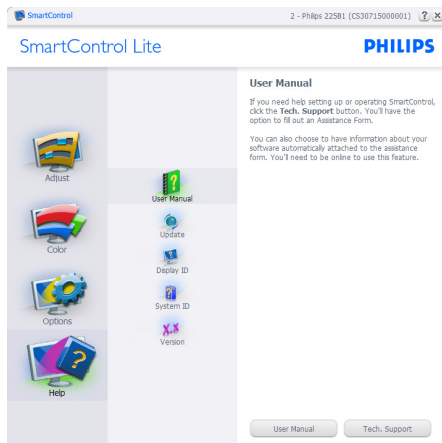 SmartControl
2 - Philips 225B1 (CS30715000001)
? X
SmartControl Lite
PHILIPS
User Manual
If you need help setting up or operating SmartControl,
click the Tech. Support button. You'll have the
option to fill out an Assistance Form.
You can also choose to have information about your
software automatically attached to the assistance
form. You'll need to be online to use this feature.
Adjust
Color
Options
Help
User Manual
Update
Display ID
System ID
X.X
Version
User Manual
Tech. Support